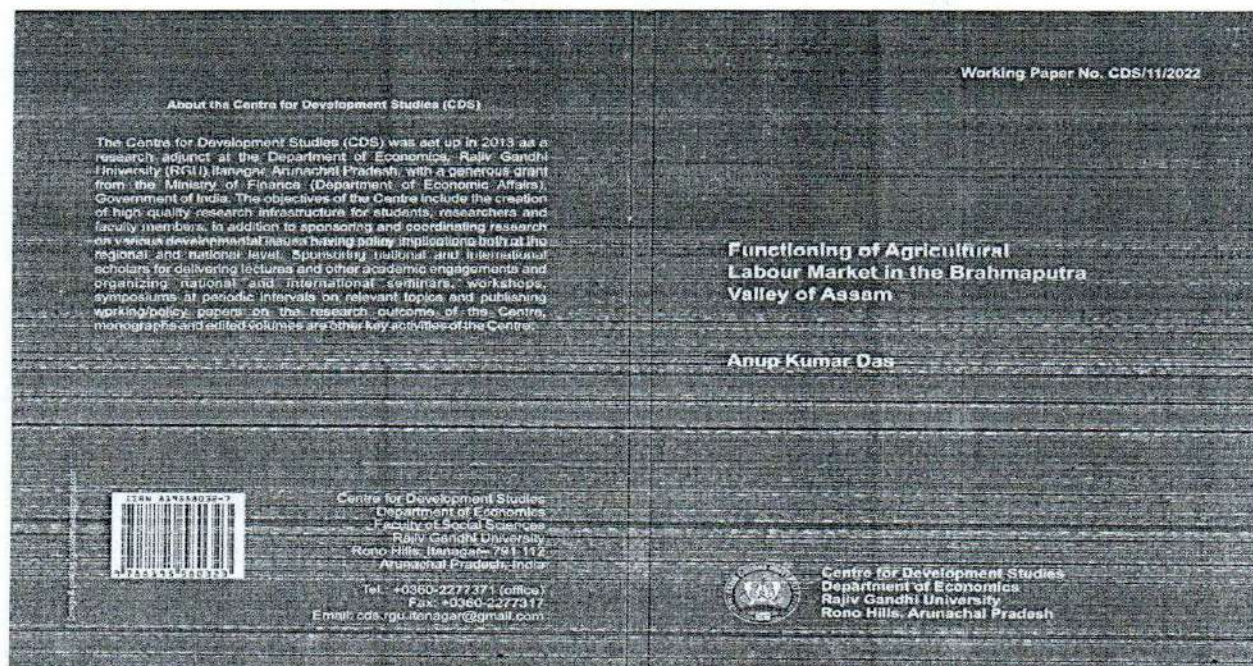 About the Centre for Development Studies (CDS)
The Centre for Development Studies (CDS) was set up in 2013 as a
research adjunct at the Department of Economics, Rajiv Gandhi
University (RGU) Itanagar, Arunachal Pradesh, with a generous grant
from the Ministry of Finance (Department of Economic Affairs),
Government of India. The objectives of the Centre include the creation
of high quality research infrastructure for students, researchers and
faculty members. In addition to sponsoring and coordinating research
on various developmental issues having policy implications both at the
regional and national level. Sponsoring national and international
scholars for delivering lectures and other academic engagements and
organizing national and international seminars, workshops,
symposiums at periodic intervals on relevant topics and publishing
working/policy papers on the research outcome of the Centre,
monographs and edited volumes are other key activities of the Centre.
Centre for Development Studies
Department of Economics
Faculty of Social Sciences
Rajiv Gandhi University
Rono Hills, Itanagar– 791 112
Arunachal Pradesh, India
Tel.: +0360-2277371 (office)
Fax: +0360-2277317
Email: cds.rgu.itanagar@gmail.com
Working Paper No. CDS/11/2022
Functioning of Agricultural
Labour Market in the Brahmaputra
Valley of Assam
Anup Kumar Das
Centre for Development Studies
Department of Economics
Rajiv Gandhi University
Rono Hills, Arunachal Pradesh